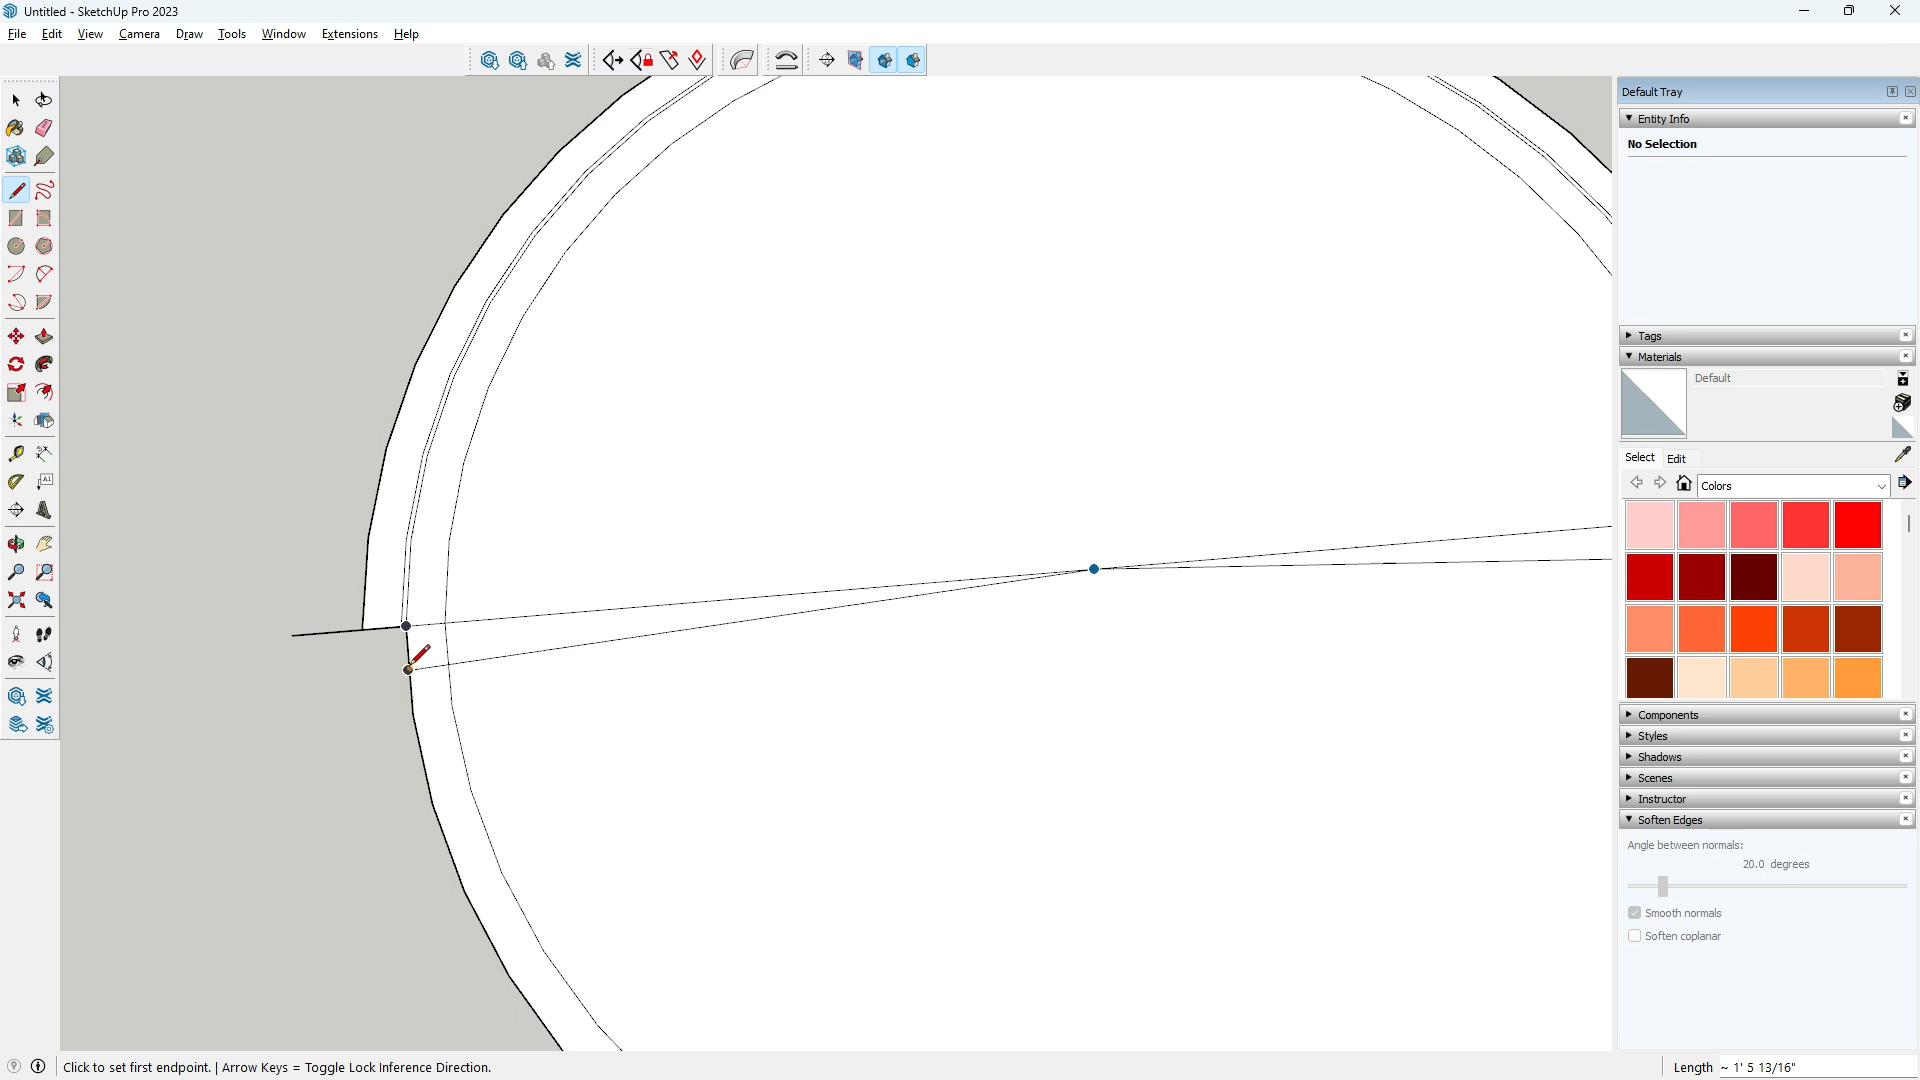 Untitled - SketchUp Pro 2023
File Edit View Camera Draw Tools Window Extensions Help
Default Tray
Entity Info
No Selection
Tags
Materials
Default
Select Edit
Colors
Components
Styles
Shadows
Scenes
Instructor
Soften Edges
Angle between normals:
20.0 degrees
Smooth normals
Soften coplanar
Click to set first endpoint. | Arrow Keys = Toggle Lock Inference Direction.
Length ~ 1' 5 13/16"